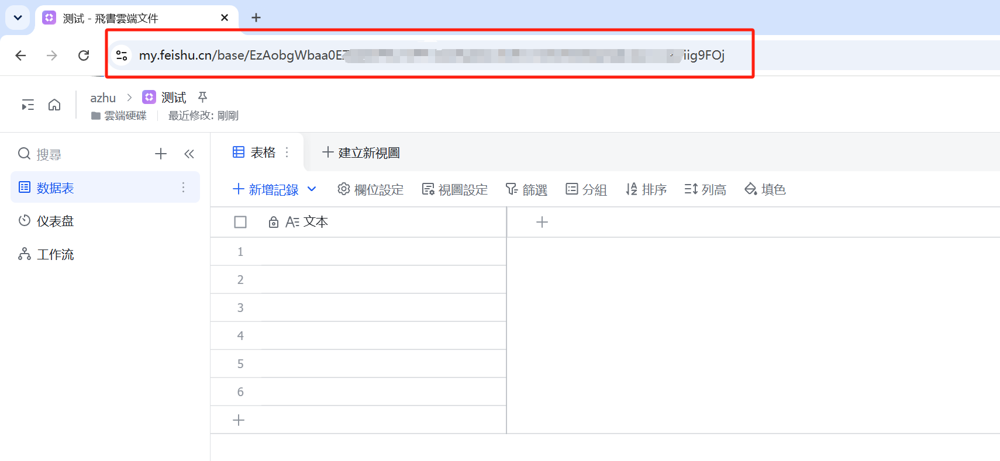 测试 - 飛書雲端文件
my.feishu.cn/base/EzAobgWbaa0E iig9FOj
azhu > 测试
雲端硬碟 最近修改: 剛剛
搜尋
数据表
仪表盘
工作流
表格 建立新視圖
新增記錄 欄位設定 視圖設定 篩選 分組 排序 列高 填色
文本
1
2
3
4
5
6